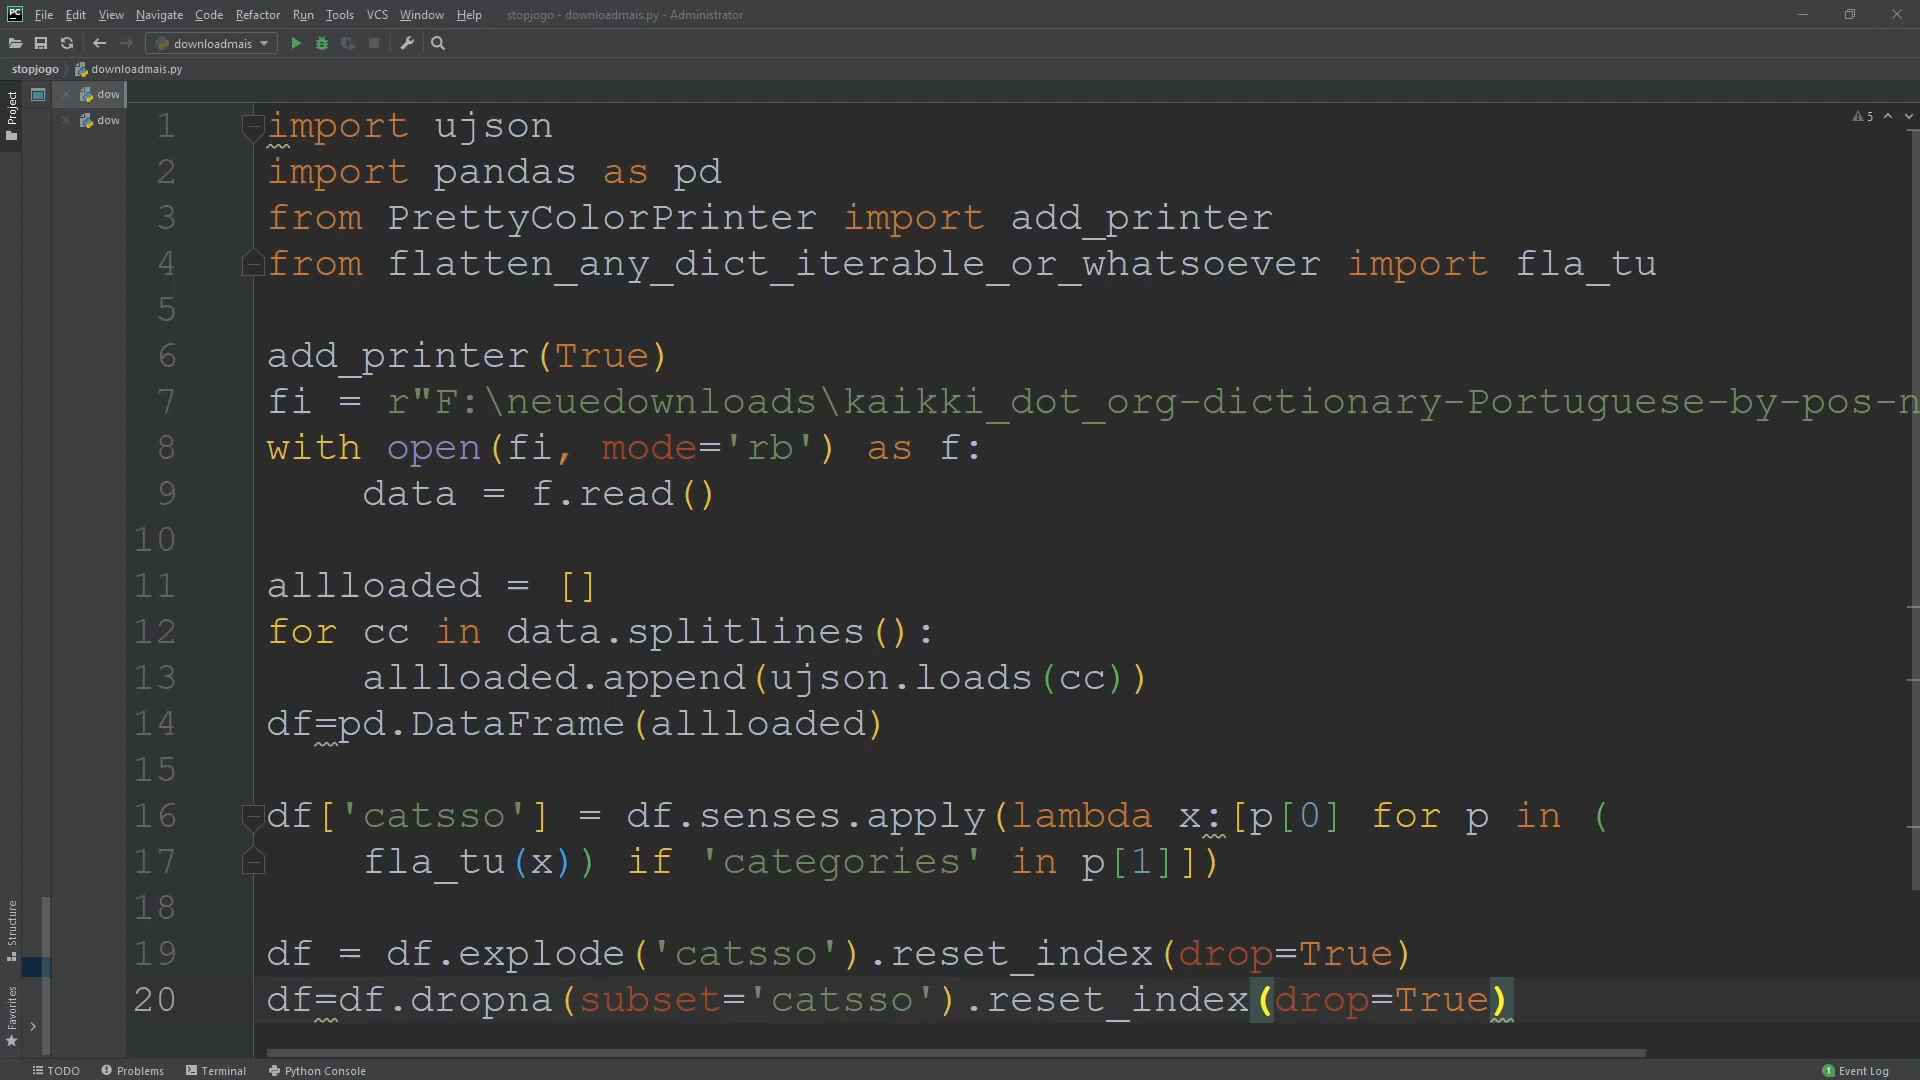 PC File Edit View Navigate Code Refactor Run Tools VCS Window Help stopjogo - downloadmais.py - Administrator
downloadmais
stopjogo downloadmais.py
Project
dow
dow
5
1 import ujson
2 import pandas as pd
3 from PrettyColorPrinter import add_printer
4 from flatten_any_dict_iterable_or_whatsoever import fla_tu
5
6 add_printer(True)
7 fi = r"F:\neuedownloads\kaikki_dot_org-dictionary-Portuguese-by-pos-n
8 with open(fi, mode='rb') as f:
9 data = f.read()
10
11 allloaded = []
12 for cc in data.splitlines():
13 allloaded.append(ujson.loads(cc))
14 df=pd.DataFrame(allloaded)
15
16 df['catsso'] = df.senses.apply(lambda x:[p[0] for p in (
17 fla_tu(x)) if 'categories' in p[1]])
18
19 df = df.explode('catsso').reset_index(drop=True)
20 df=df.dropna(subset='catsso').reset_index(drop=True)
Structure
Favorites
TODO Problems Terminal Python Console 1 Event Log